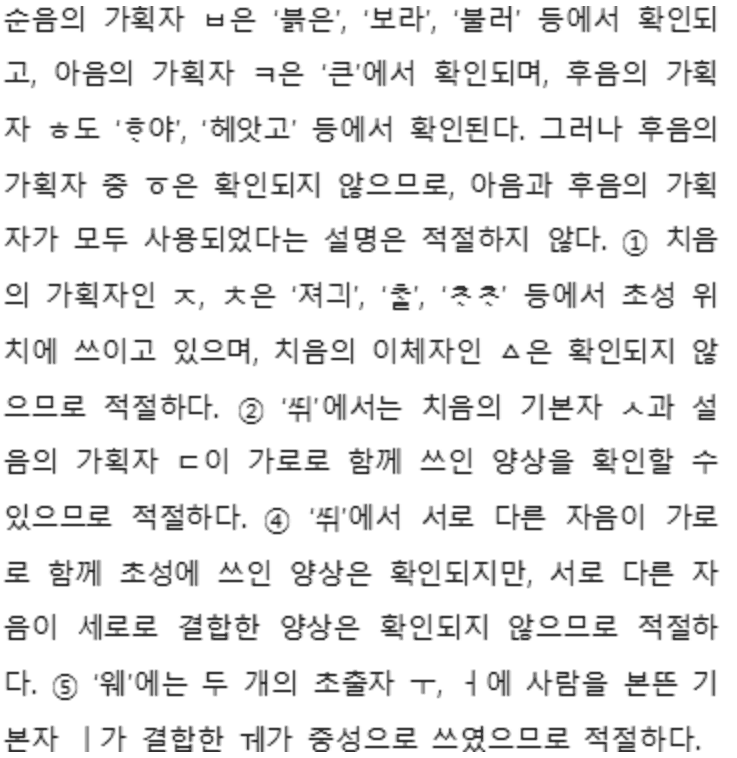 순음의 가획자 ㅂ은 ‘붉은’, ‘보라’, ‘불러’ 등에서 확인되
고, 아음의 가획자 ㅋ은 ‘큰’에서 확인되며, 후음의 가획
자 ㅎ도 ‘ᄒᆞ야’, ‘헤앗고’ 등에서 확인된다. 그러나 후음의
가획자 중 ㆆ은 확인되지 않으므로, 아음과 후음의 가획
자가 모두 사용되었다는 설명은 적절하지 않다. ① 치음
의 가획자인 ㅈ, ㅊ은 ‘져긔’, ‘촐’, ‘ᄎᆞᄎᆞ’ 등에서 초성 위
치에 쓰이고 있으며, 치음의 이체자인 ㅿ은 확인되지 않
으므로 적절하다. ② ‘ᄯᅱ’에서는 치음의 기본자 ㅅ과 설
음의 가획자 ㄷ이 가로로 함께 쓰인 양상을 확인할 수
있으므로 적절하다. ④ ‘ᄯᅱ’에서 서로 다른 자음이 가로
로 함께 초성에 쓰인 양상은 확인되지만, 서로 다른 자
음이 세로로 결합한 양상은 확인되지 않으므로 적절하
다. ⑤ ‘웨’에는 두 개의 초출자 ㅜ, ㅓ에 사람을 본뜬 기
본자 ㅣ가 결합한 ㅞ가 중성으로 쓰였으므로 적절하다.